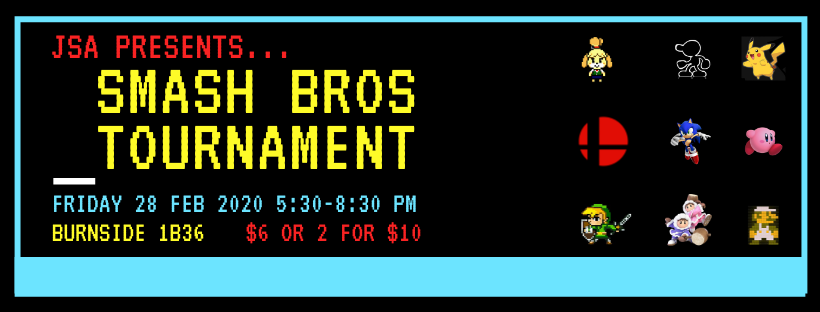 JSA PRESENTS...
SMASH BROS
TOURNAMENT
FRIDAY 28 FEB 2020 5:30-8:30 PM
BURNSIDE 1B36 $6 OR 2 FOR $10